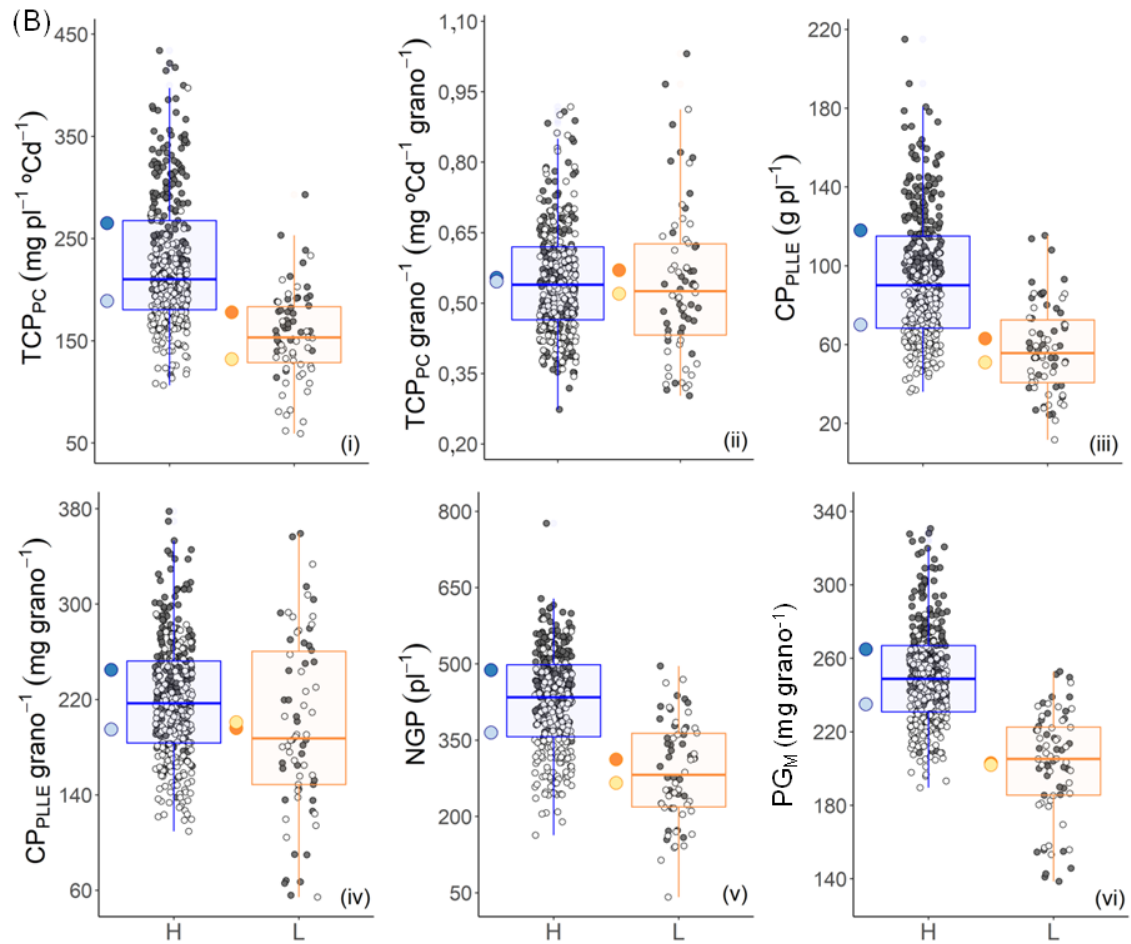 (B)
TCP_PC (mg pl⁻¹ ºCd⁻¹)
450
350
250
150
50
H
L
(i)
TCP_PC grano⁻¹ (mg ºCd⁻¹ grano⁻¹)
1,10
0,95
0,80
0,65
0,50
0,35
0,20
H
L
(ii)
CP_PLLE (g pl⁻¹)
220
180
140
100
60
20
H
L
(iii)
CP_PLLE grano⁻¹ (mg grano⁻¹)
380
300
220
140
60
H
L
(iv)
NGP (pl⁻¹)
800
650
500
350
200
50
H
L
(v)
PG_M (mg grano⁻¹)
340
300
260
220
180
140
H
L
(vi)